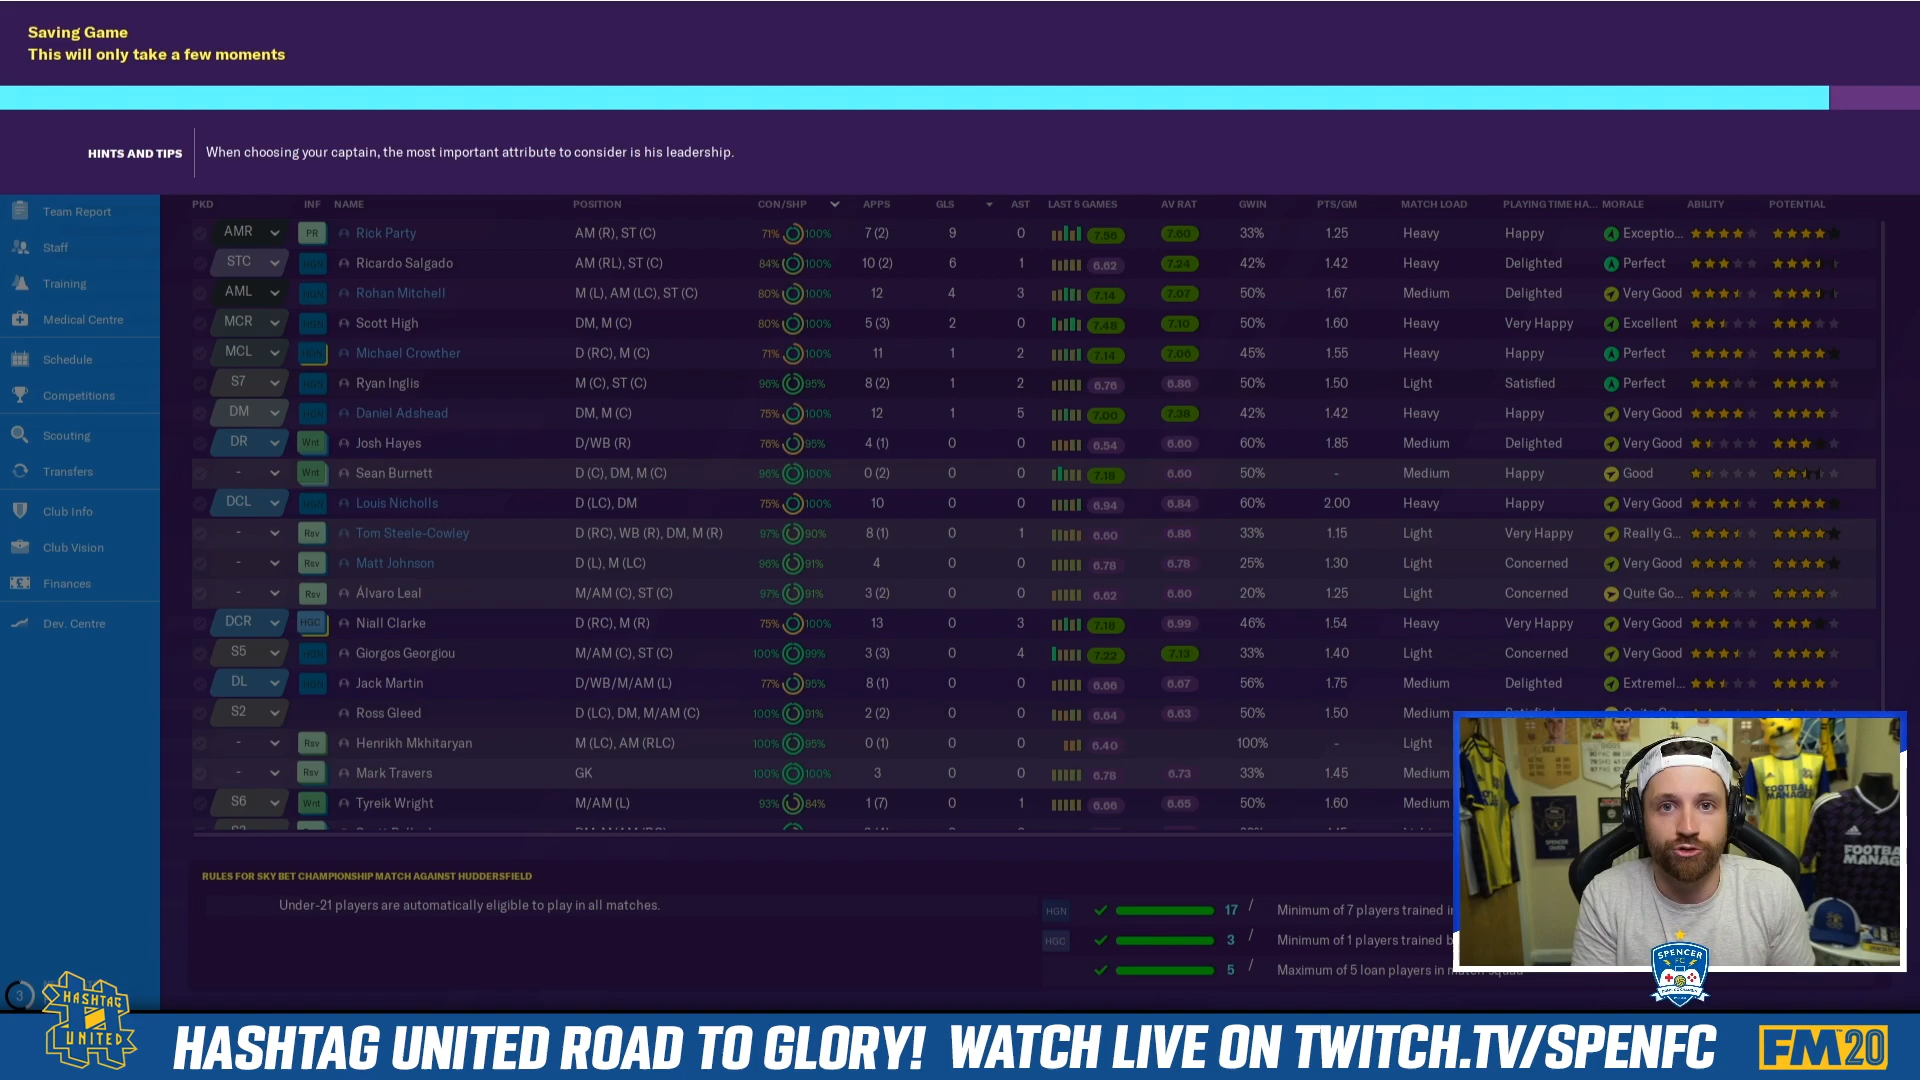 Saving Game
This will only take a few moments
HINTS AND TIPS When choosing your captain, the most important attribute to consider is his leadership.
PKD INF NAME POSITION CON/SHP APPS GLS AST LAST 5 GAMES AV RAT GWIN PTS/GM MATCH LOAD PLAYING TIME HA... MORALE ABILITY POTENTIAL
Team Report
Staff
Training
Medical Centre
Schedule
Competitions
Scouting
Transfers
Club Info
Club Vision
Finances
Dev. Centre
3
AMR PR Rick Party AM (R), ST (C) 71% 100% 7 (2) 9 0 7.56 7.60 33% 1.25 Heavy Happy Exceptio...
STC HGN Ricardo Salgado AM (RL), ST (C) 84% 100% 10 (2) 6 1 6.62 7.24 42% 1.42 Heavy Delighted Perfect
AML HGN Rohan Mitchell M (L), AM (LC), ST (C) 80% 100% 12 4 3 7.14 7.07 50% 1.67 Medium Delighted Very Good
MCR HGN Scott High DM, M (C) 80% 100% 5 (3) 2 0 7.48 7.10 50% 1.60 Heavy Very Happy Excellent
MCL HGN Michael Crowther D (RC), M (C) 71% 100% 11 1 2 7.14 7.06 45% 1.55 Heavy Happy Perfect
S7 HGN Ryan Inglis M (C), ST (C) 96% 95% 8 (2) 1 2 6.76 6.86 50% 1.50 Light Satisfied Perfect
DM HGN Daniel Adshead DM, M (C) 75% 100% 12 1 5 7.00 7.38 42% 1.42 Heavy Happy Very Good
DR Wnt Josh Hayes D/WB (R) 76% 95% 4 (1) 0 0 6.54 6.60 60% 1.85 Medium Delighted Very Good
- Wnt Sean Burnett D (C), DM, M (C) 96% 100% 0 (2) 0 0 7.18 6.60 50% - Medium Happy Good
DCL HGN Louis Nicholls D (LC), DM 75% 100% 10 0 0 6.94 6.84 60% 2.00 Heavy Happy Very Good
- Rsv Tom Steele-Cowley D (RC), WB (R), DM, M (R) 97% 90% 8 (1) 0 1 6.60 6.86 33% 1.15 Light Very Happy Really G...
- Rsv Matt Johnson D (L), M (LC) 96% 91% 4 0 0 6.78 6.78 25% 1.30 Light Concerned Very Good
- Rsv Álvaro Leal M/AM (C), ST (C) 97% 91% 3 (2) 0 0 6.62 6.60 20% 1.25 Light Concerned Quite Go...
DCR HGC Niall Clarke D (RC), M (R) 75% 100% 13 0 3 7.18 6.99 46% 1.54 Heavy Very Happy Very Good
S5 HGN Giorgos Georgiou M/AM (C), ST (C) 100% 99% 3 (3) 0 4 7.22 7.13 33% 1.40 Light Concerned Very Good
DL HGN Jack Martin D/WB/M/AM (L) 77% 95% 8 (1) 0 0 6.66 6.67 56% 1.75 Medium Delighted Extremel...
S2 Ross Gleed D (LC), DM, M/AM (C) 100% 91% 2 (2) 0 0 6.64 6.63 50% 1.50 Medium
- Rsv Henrikh Mkhitaryan M (LC), AM (RLC) 100% 95% 0 (1) 0 0 6.40 100% - Light
- Rsv Mark Travers GK 100% 100% 3 0 0 6.78 6.73 33% 1.45 Medium
S6 Wnt Tyreik Wright M/AM (L) 93% 84% 1 (7) 0 1 6.66 6.65 50% 1.60 Medium
RULES FOR SKY BET CHAMPIONSHIP MATCH AGAINST HUDDERSFIELD
Under-21 players are automatically eligible to play in all matches.
HGN 17 / Minimum of 7 players trained in
HGC 3 / Minimum of 1 players trained b
5 / Maximum of 5 loan players in match squad
FOOTBALL MANAGER
FOOTBA
MANAG
SPENCER
FC
HASHTAG
UNITED
HASHTAG UNITED ROAD TO GLORY! WATCH LIVE ON TWITCH.TV/SPENFC FM20